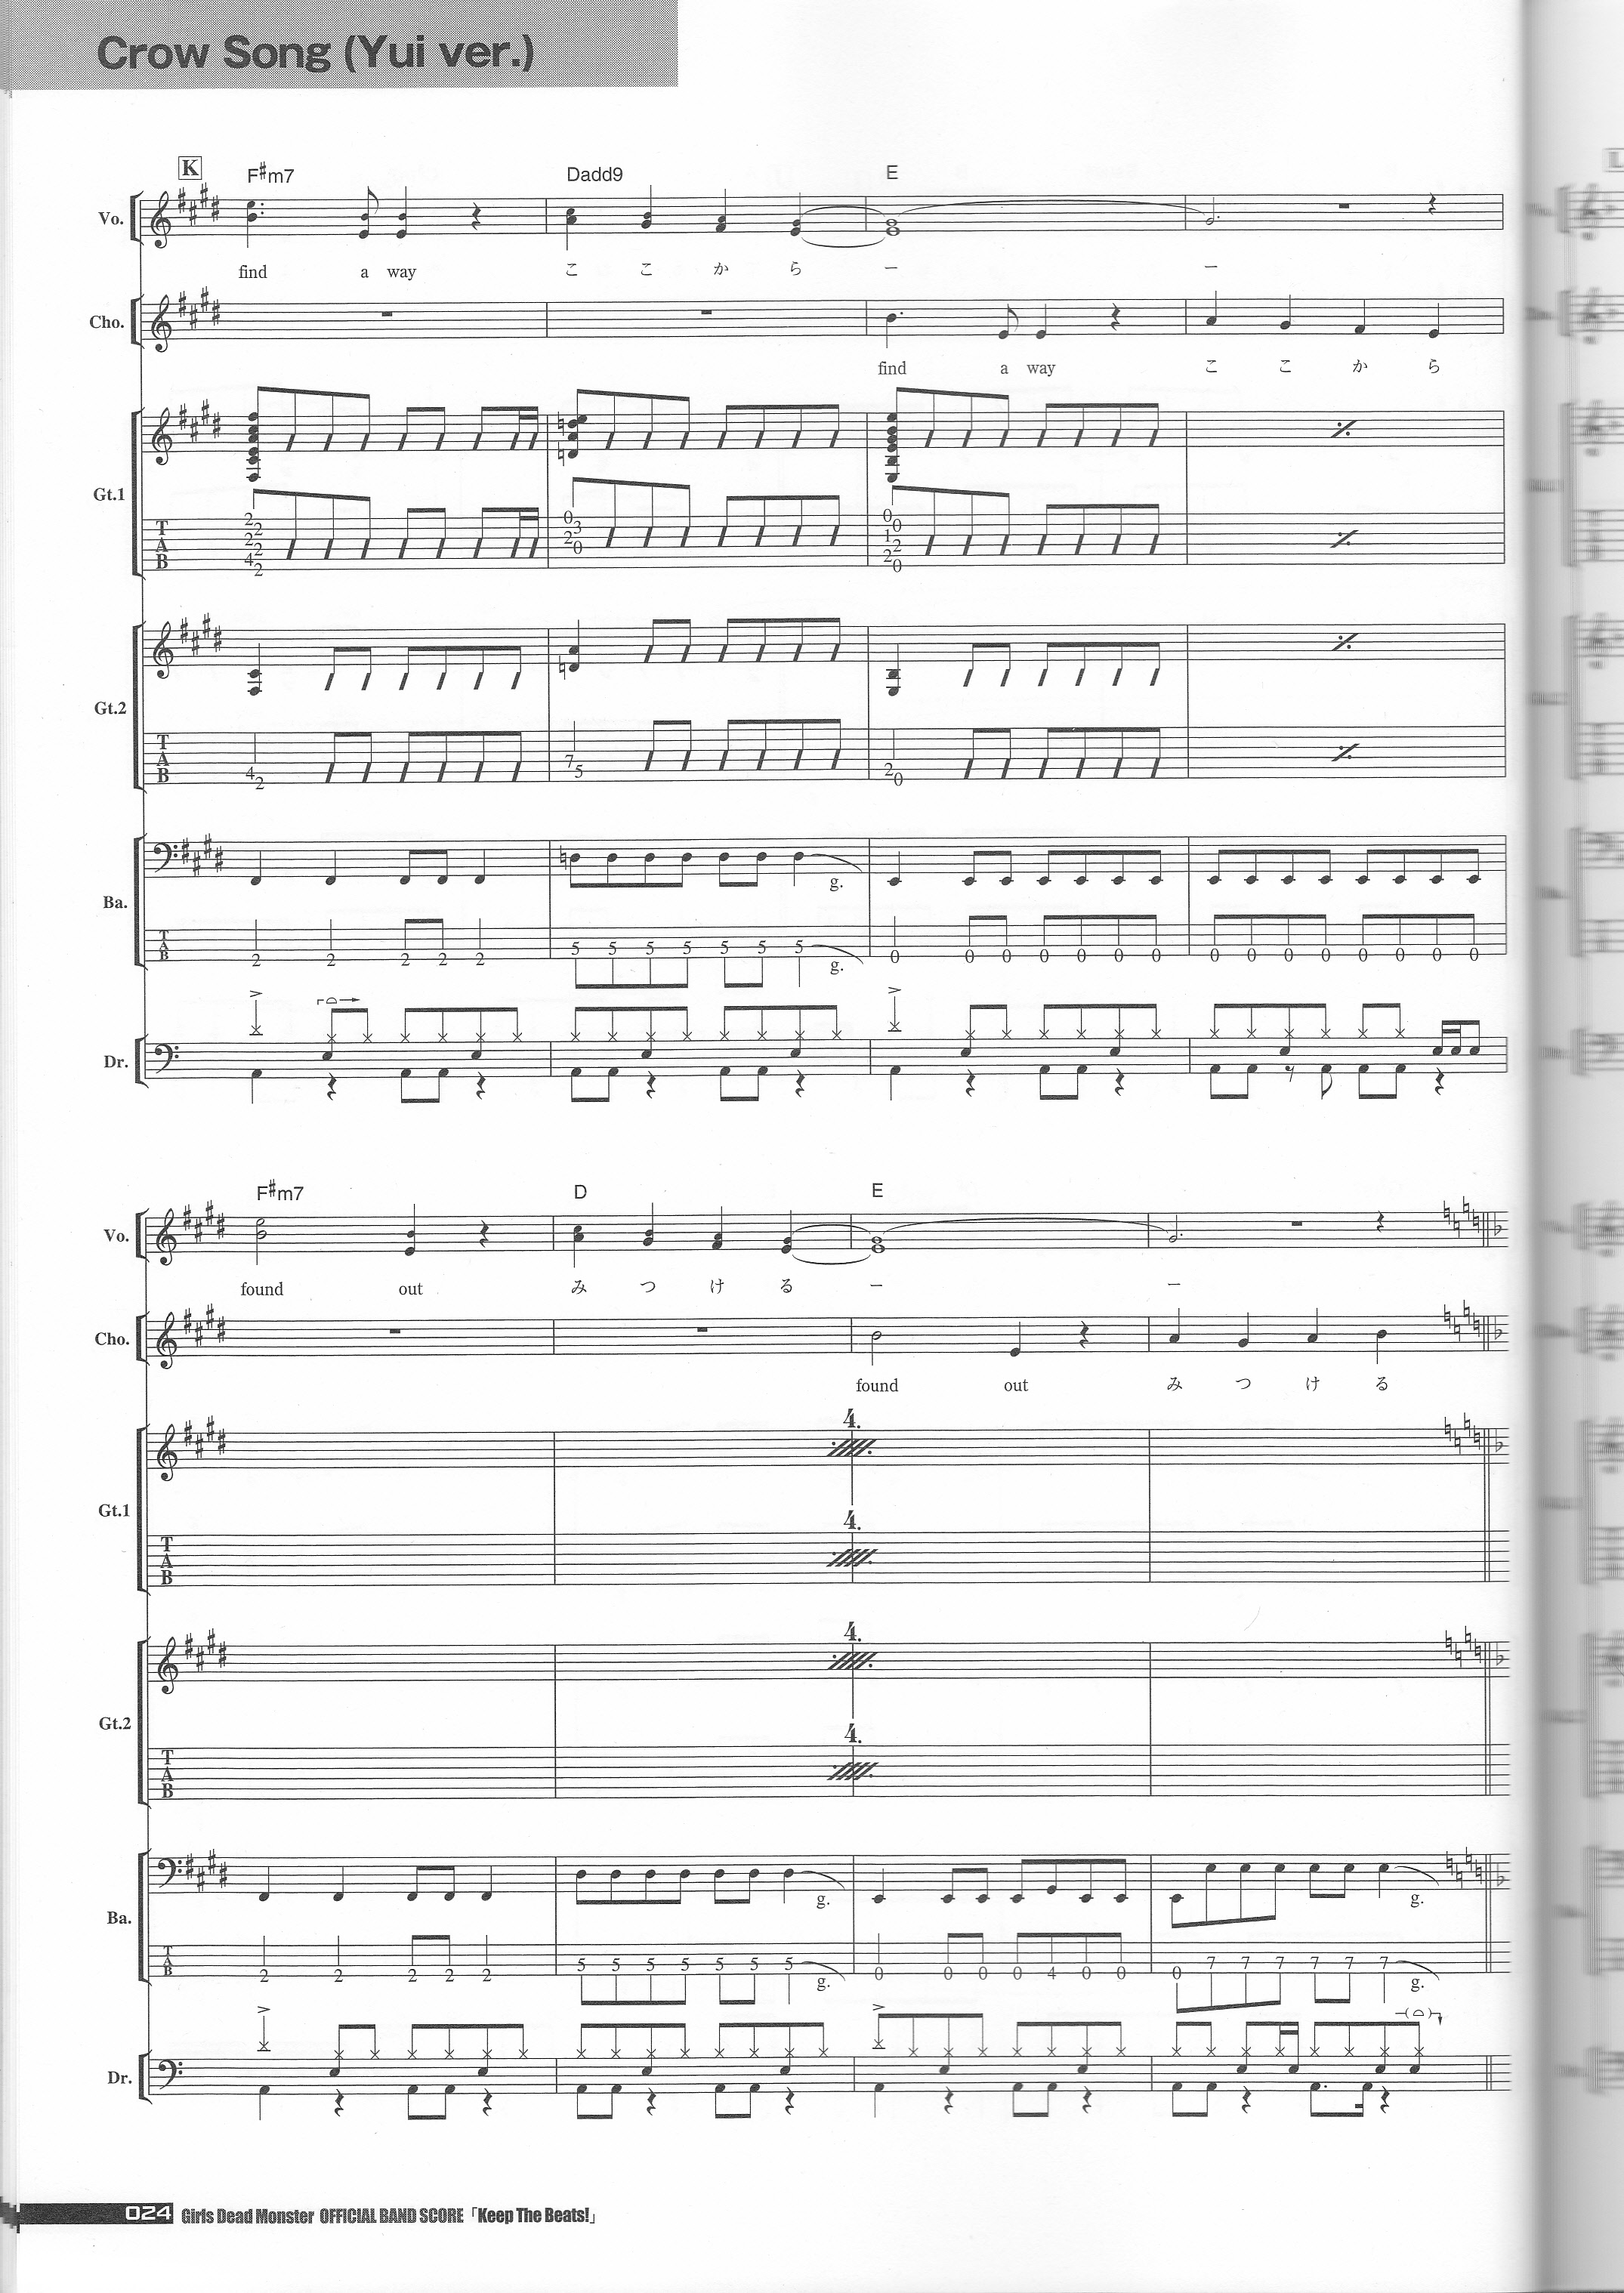 Crow Song (Yui ver.)
K
F#m7 Dadd9 E
Vo.
find a way こ こ か ら ー ー
Cho.
find a way こ こ か ら
Gt.1
T A B
2 2 2 2 4 2 0 3 2 0 0 0 1 2 2 0
Gt.2
T A B
4 2 7 5 2 0
Ba.
g.
T A B
2 2 2 2 2 5 5 5 5 5 5 5 g. 0 0 0 0 0 0 0 0 0 0 0 0 0 0 0
Dr.
F#m7 D E
Vo.
found out み つ け る ー ー
Cho.
found out み つ け る
4.
Gt.1
4.
T A B
4.
Gt.2
4.
T A B
Ba.
g. g.
T A B
2 2 2 2 2 5 5 5 5 5 5 5 g. 0 0 0 0 4 0 0 0 7 7 7 7 7 7 g.
Dr.
024 Girls Dead Monster OFFICIAL BAND SCORE「Keep The Beats!」